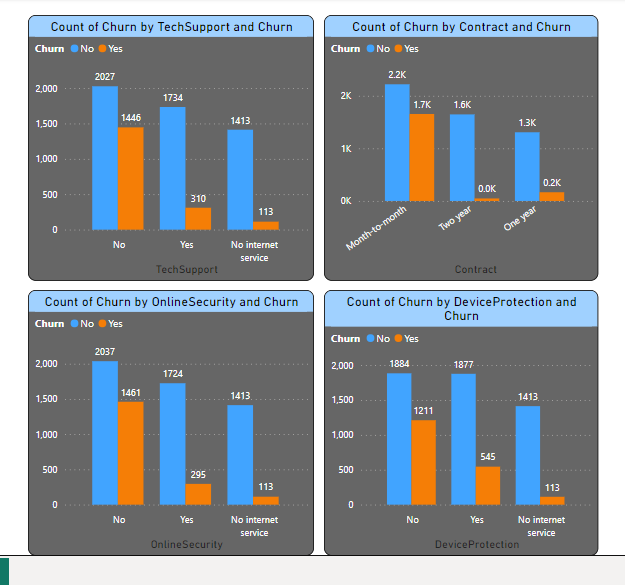 Count of Churn by TechSupport and Churn
Churn No Yes
2027
2,000
1734
1446
1413
1,500
1,000
500
310
113
0
No Yes No internet
service
TechSupport
Count of Churn by Contract and Churn
Churn No Yes
2.2K
2K
1.7K
1.6K
1.3K
1K
0.0K
0.2K
0K
Month-to-month Two year One year
Contract
Count of Churn by OnlineSecurity and Churn
Churn No Yes
2037
2,000
1724
1461
1413
1,500
1,000
500
295
113
0
No Yes No internet
service
OnlineSecurity
Count of Churn by DeviceProtection and
Churn
Churn No Yes
1884
1877
2,000
1413
1,500
1211
1,000
545
500
113
0
No Yes No internet
service
DeviceProtection